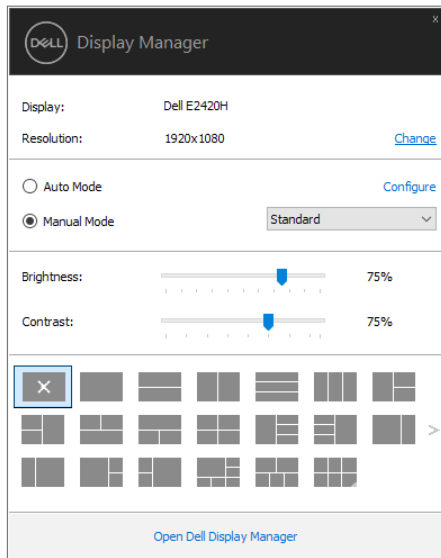 x
DELL Display Manager
Display: Dell E2420H
Resolution: 1920x1080 Change
Auto Mode Configure
Manual Mode Standard
Brightness: 75%
Contrast: 75%
Open Dell Display Manager